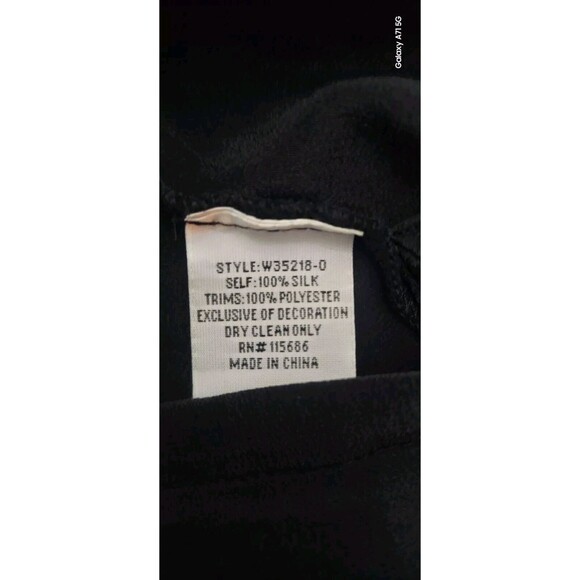 Galaxy A71 5G
STYLE:W35218-0
SELF:100% SILK
TRIMS:100% POLYESTER
EXCLUSIVE OF DECORATION
DRY CLEAN ONLY
RN# 115686
MADE IN CHINA